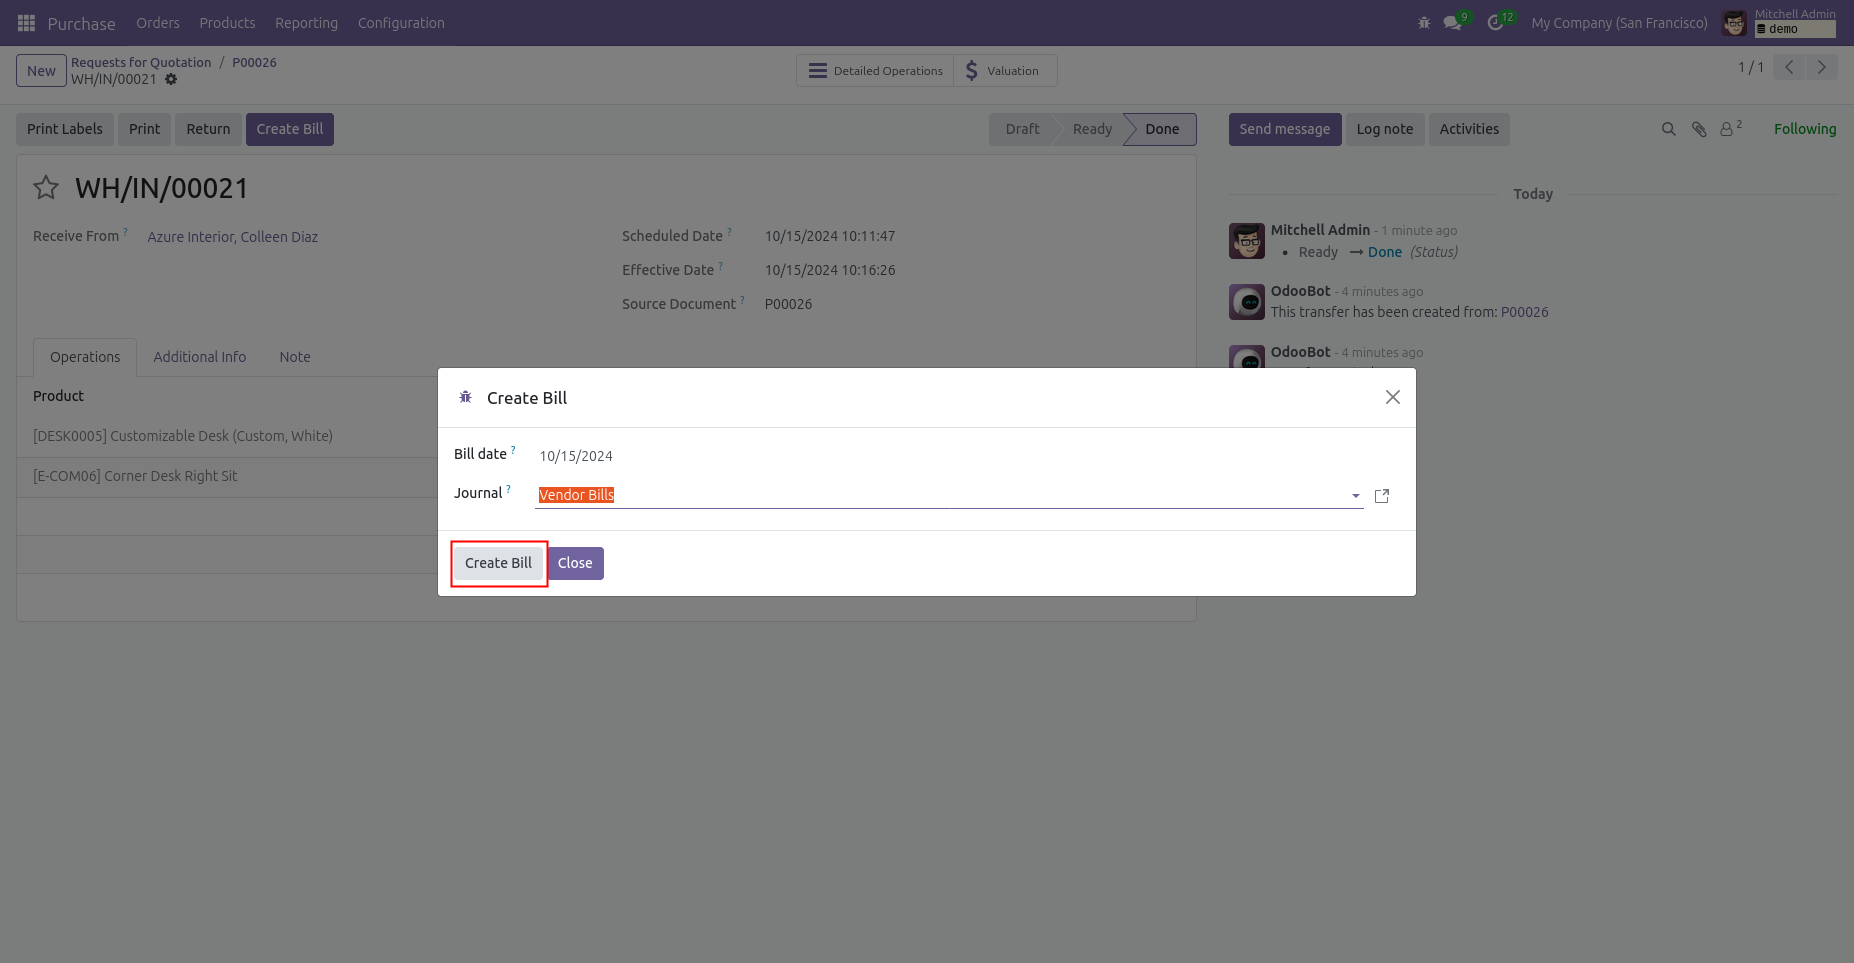 Purchase Orders Products Reporting Configuration 9 12 My Company (San Francisco) Mitchell Admin
demo
New Requests for Quotation / P00026
WH/IN/00021
Detailed Operations Valuation
1 / 1
Print Labels Print Return Create Bill Draft Ready Done Send message Log note Activities 2 Following
WH/IN/00021
Today
Receive From ? Azure Interior, Colleen Diaz
Scheduled Date ? 10/15/2024 10:11:47
Effective Date ? 10/15/2024 10:16:26
Source Document ? P00026
Mitchell Admin - 1 minute ago
• Ready → Done (Status)
OdooBot - 4 minutes ago
This transfer has been created from: P00026
OdooBot - 4 minutes ago
Operations Additional Info Note
Product
[DESK0005] Customizable Desk (Custom, White)
[E-COM06] Corner Desk Right Sit
Create Bill
Bill date ? 10/15/2024
Journal ? Vendor Bills
Create Bill Close